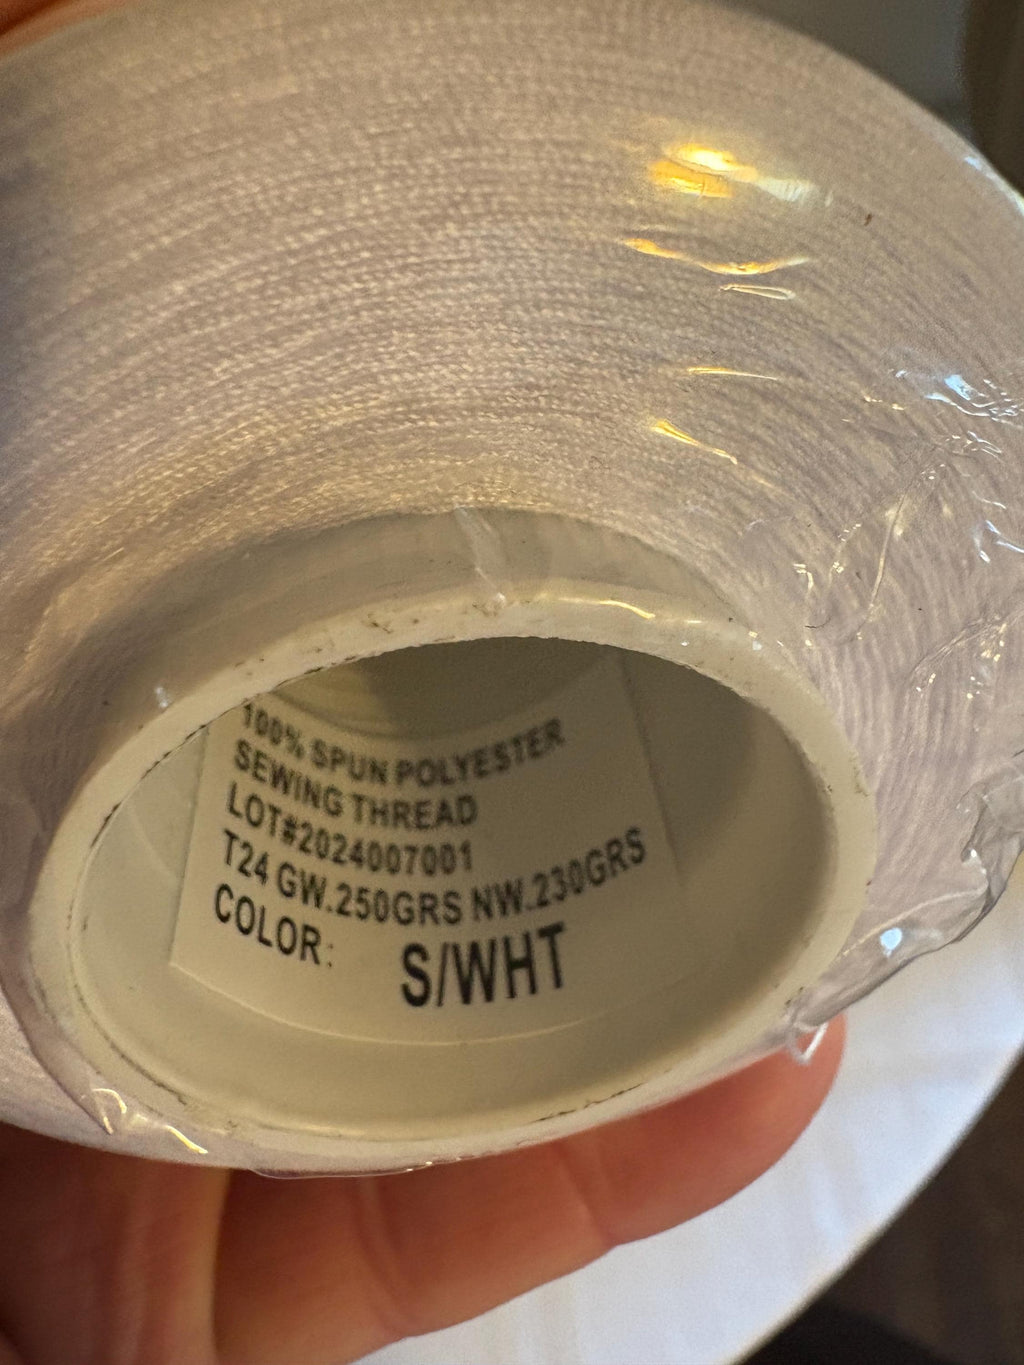 100% SPUN POLYESTER
SEWING THREAD
LOT#2024007001
T24 GW.250GRS NW.230GRS
COLOR: S/WHT